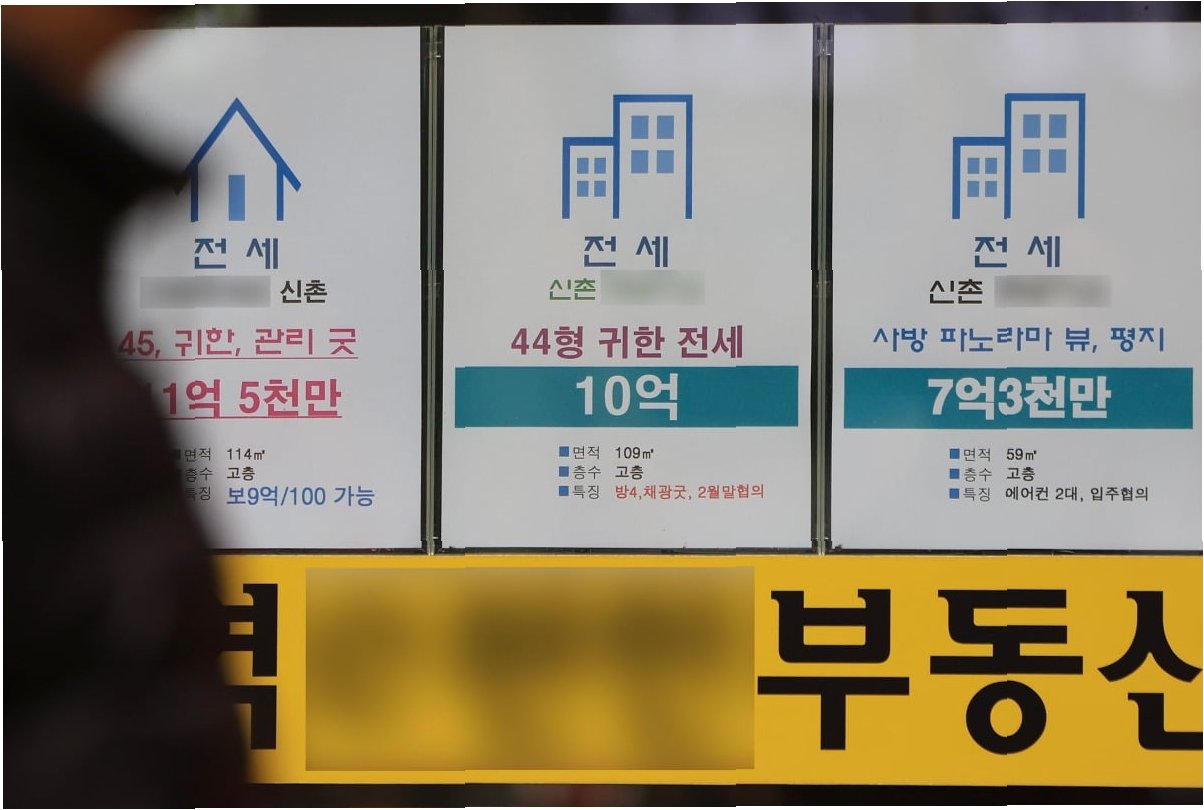 전 세
신촌
45, 귀한, 관리 굿
11억 5천만
면적 114㎡
층수 고층
특징 보9억/100 가능
전 세
신촌
44형 귀한 전세
10억
면적 109㎡
층수 고층
특징 방4,채광굿, 2월말협의
전 세
신촌
사방 파노라마 뷰, 평지
7억3천만
면적 59㎡
층수 고층
특징 에어컨 2대, 입주협의
부동산